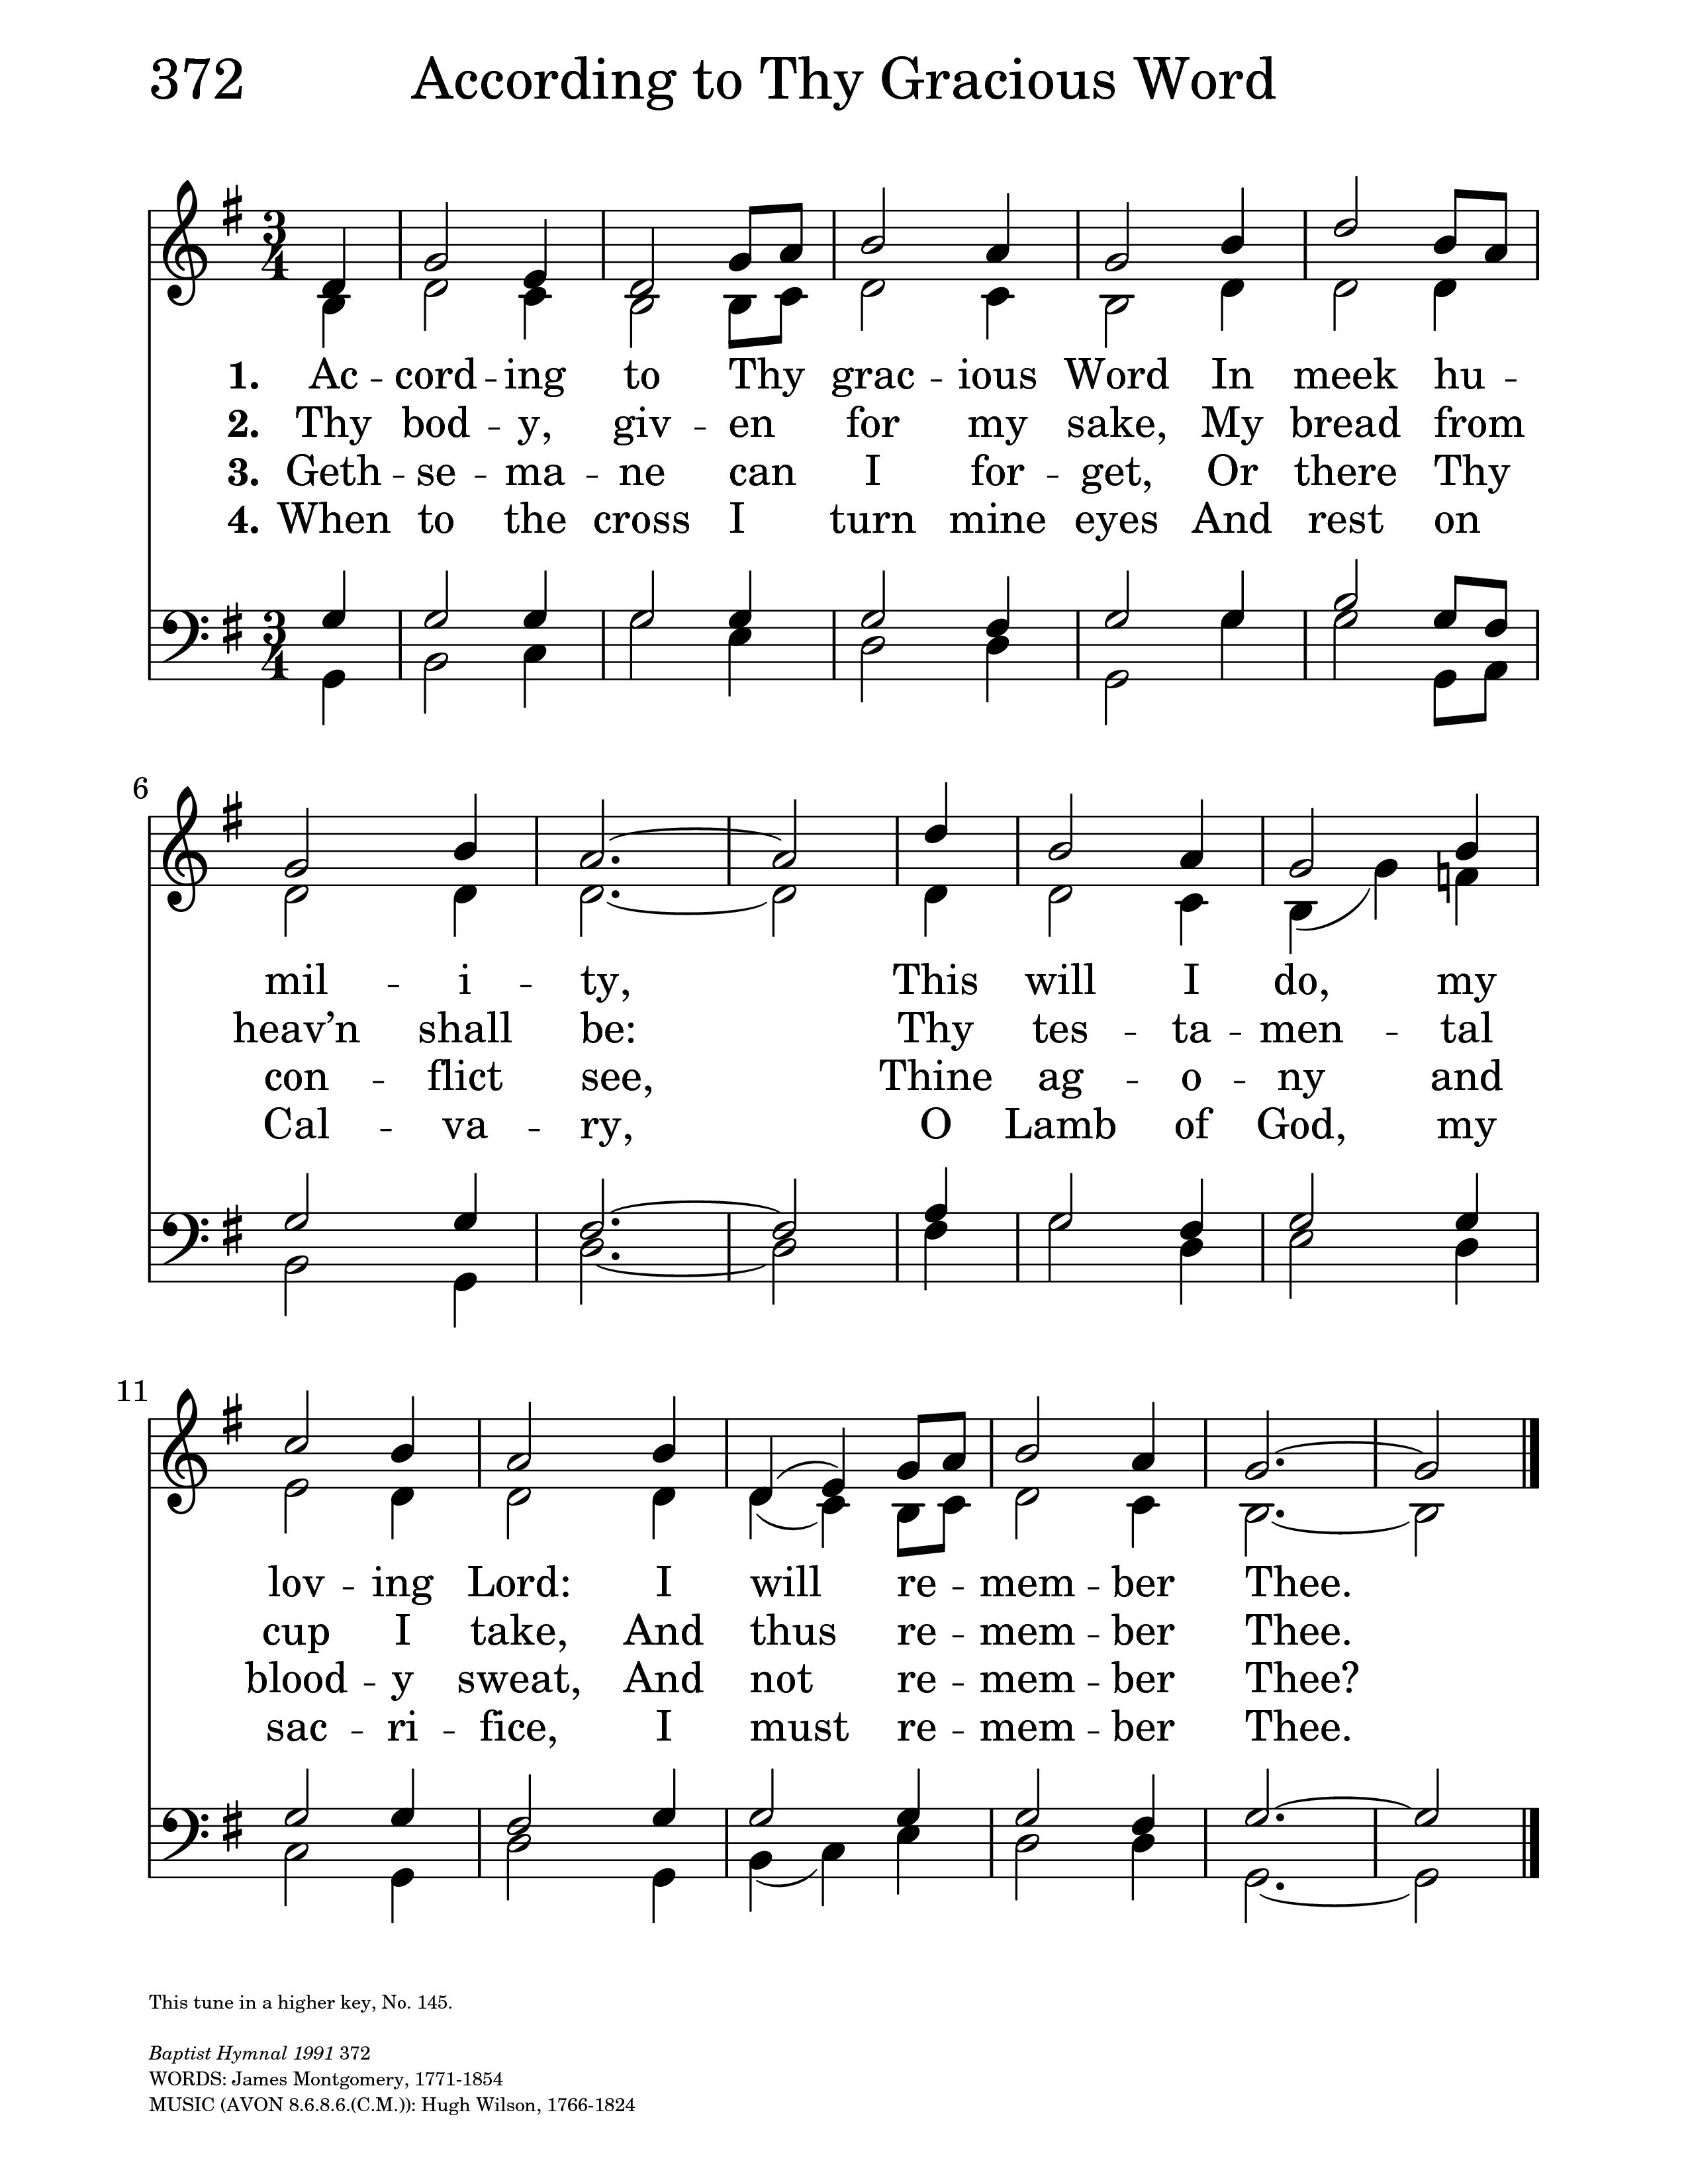 372 According to Thy Gracious Word
1. Ac - cord - ing to Thy grac - ious Word In meek hu -
2. Thy bod - y, giv - en for my sake, My bread from
3. Geth - se - ma - ne can I for - get, Or there Thy
4. When to the cross I turn mine eyes And rest on
6
mil - i - ty, This will I do, my
heav’n shall be: Thy tes - ta - men - tal
con - flict see, Thine ag - o - ny and
Cal - va - ry, O Lamb of God, my
11
lov - ing Lord: I will re - mem - ber Thee.
cup I take, And thus re - mem - ber Thee.
blood - y sweat, And not re - mem - ber Thee?
sac - ri - fice, I must re - mem - ber Thee.
This tune in a higher key, No. 145.
Baptist Hymnal 1991 372
WORDS: James Montgomery, 1771-1854
MUSIC (AVON 8.6.8.6.(C.M.)): Hugh Wilson, 1766-1824